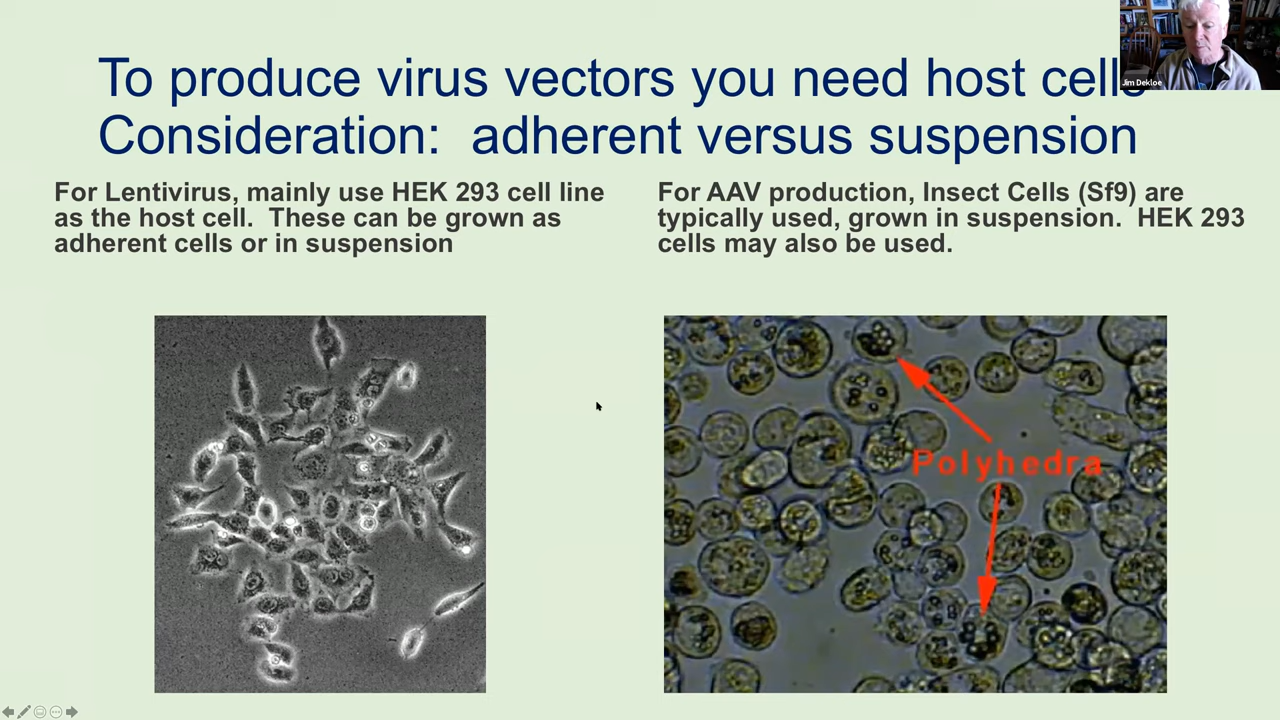 To produce virus vectors you need host cells
Consideration:  adherent versus suspension
Jim Dekloe
For Lentivirus, mainly use HEK 293 cell line
as the host cell.  These can be grown as
adherent cells or in suspension
For AAV production, Insect Cells (Sf9) are
typically used, grown in suspension.  HEK 293
cells may also be used.
Polyhedra